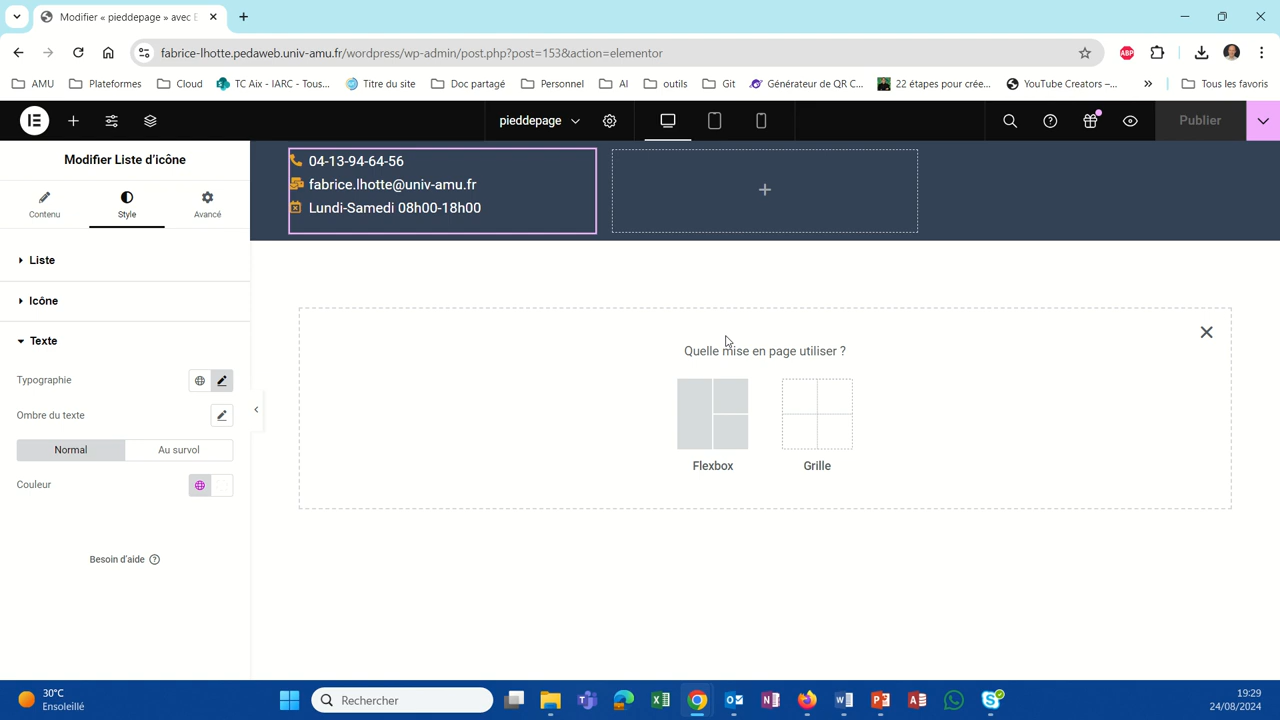 Modifier « pieddepage » avec E
fabrice-lhotte.pedaweb.univ-amu.fr/wordpress/wp-admin/post.php?post=153&action=elementor
ABP
AMU
Plateformes
Cloud
TC Aix - IARC - Tous...
Titre du site
Doc partagé
Personnel
AI
outils
Git
Générateur de QR C...
22 étapes pour crée...
YouTube Creators –...
Tous les favoris
pieddepage
Publier
Modifier Liste d’icône
Contenu
Style
Avancé
Liste
Icône
Texte
Typographie
Ombre du texte
Normal
Au survol
Couleur
Besoin d'aide
04-13-94-64-56
fabrice.lhotte@univ-amu.fr
Lundi-Samedi 08h00-18h00
Quelle mise en page utiliser ?
Flexbox
Grille
30°C
Ensoleillé
Rechercher
19:29
24/08/2024